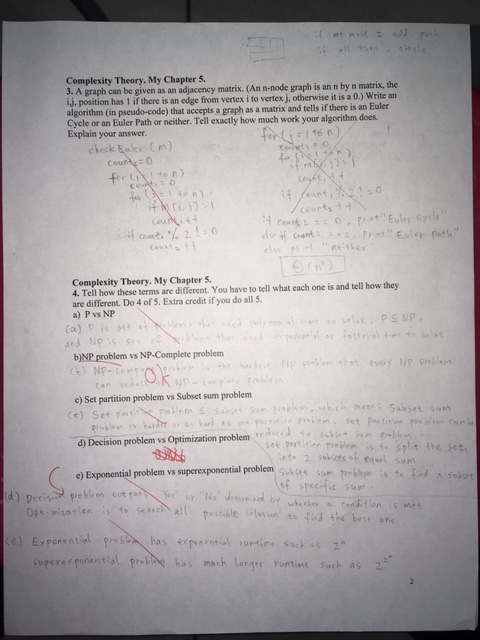 if at most 2 odd, path
if all even, circle
Complexity Theory. My Chapter 5.
3. A graph can be given as an adjacency matrix. (An n-node graph is an n by n matrix, the
i,j, position has 1 if there is an edge from vertex i to vertex j, otherwise it is a 0.) Write an
algorithm (in pseudo-code) that accepts a graph as a matrix and tells if there is an Euler
Cycle or an Euler Path or neither. Tell exactly how much work your algorithm does.
Explain your answer.
check Euler (m)
count2 = 0
for (i = 1 to n)
count1 = 0
for (j = 1 to n)
if m[i,j] = 1
count1 ++
if count1 % 2 != 0
count2 ++
for (j = 1 to n)
count1 = 0
for (i = 1 to n)
if m[i,j] = 1
count1 ++
if count1 % 2 != 0
count2 ++
if count2 == 0, print "Euler Cycle"
else if count2 == 2, print "Euler path"
else print "neither"
Θ(n²)
Complexity Theory. My Chapter 5.
4. Tell how these terms are different. You have to tell what each one is and tell how they
are different. Do 4 of 5. Extra credit if you do all 5.
a) P vs NP
(a) P is set of problems that need polynomial time to solve, P ⊆ NP.
and NP is set of problems that need exponential or factorial time to solve
b)NP problem vs NP-Complete problem
(b) NP-Complete problem is the hardest NP problem that every NP problem
can reduce NP-complete problem
O.K
c) Set partition problem vs Subset sum problem
(c) Set partition problem ≤ subset sum problem, which means subset sum
problem is harder or as hard as set partition problem. set partition problem can be
reduced to subset sum problem
d) Decision problem vs Optimization problem
set partition problem is to split the sets
into 2 subsets of equal sum
e) Exponential problem vs superexponential problem
subset sum problem is to find a subset
of specific sum
(d) Decision problem outputs "Yes" or "No" determined by whether a condition is met
Optimization is to search all possible solution to find the best one
(e) Exponential problem has exponential runtime such as 2ⁿ
superexponential problem has much longer runtime such as 2^2ⁿ
2